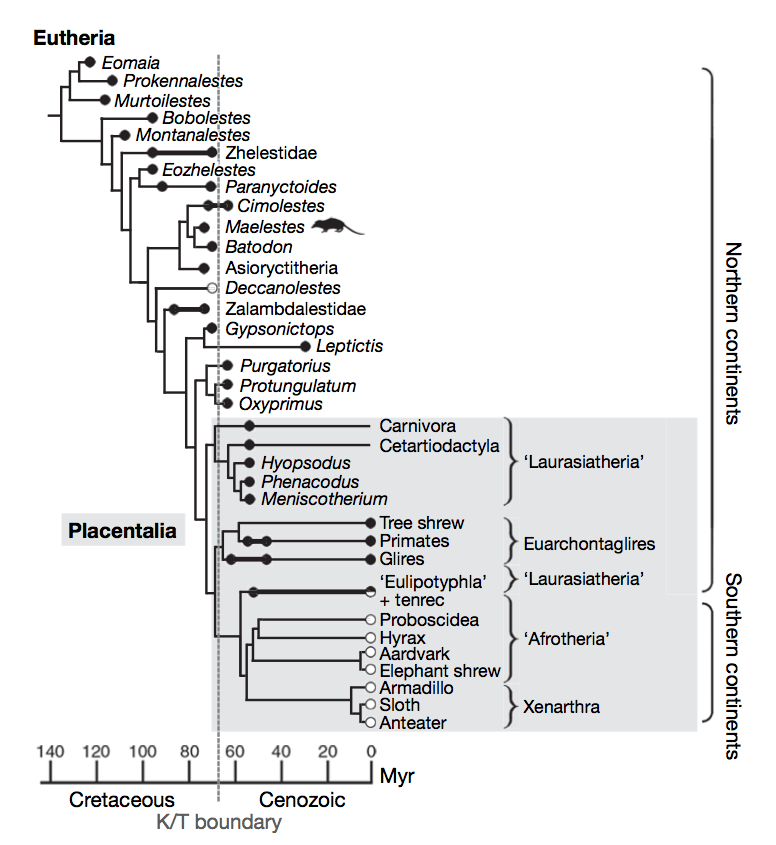 Eutheria
Eomaia
Prokennalestes
Murtoilestes
Bobolestes
Montanalestes
Zhelestidae
Eozhelestes
Paranyctoides
Cimolestes
Maelestes
Batodon
Asioryctitheria
Deccanolestes
Zalambdalestidae
Gypsonictops
Leptictis
Purgatorius
Protungulatum
Oxyprimus
Carnivora
Cetartiodactyla
Hyopsodus
Phenacodus
Meniscotherium
‘Laurasiatheria’
Placentalia
Tree shrew
Primates
Glires
Euarchontaglires
‘Eulipotyphla’
+ tenrec
‘Laurasiatheria’
Proboscidea
Hyrax
Aardvark
Elephant shrew
‘Afrotheria’
Armadillo
Sloth
Anteater
Xenarthra
Northern continents
Southern continents
140 120 100 80 60 40 20 0
Myr
Cretaceous Cenozoic
K/T boundary